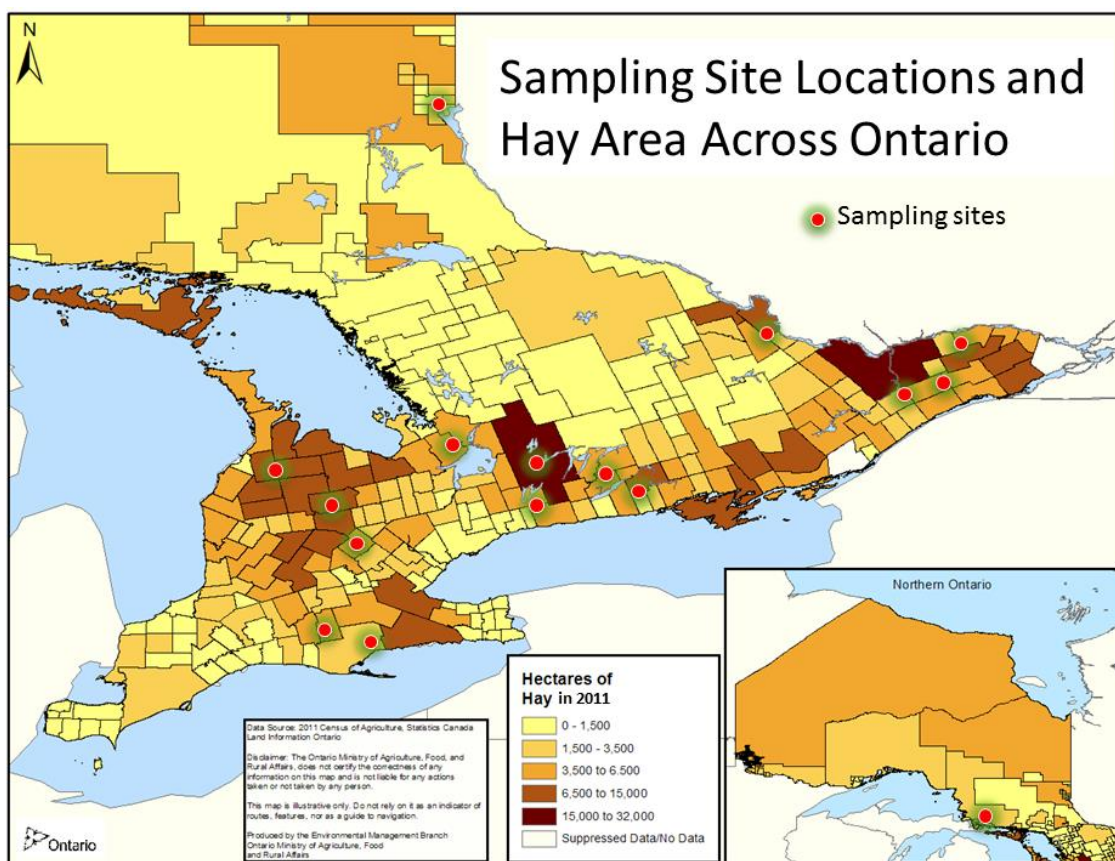 N
Sampling Site Locations and
Hay Area Across Ontario
Sampling sites
Northern Ontario
Hectares of
Hay in 2011
0 - 1,500
1,500 - 3,500
3,500 to 6.500
6,500 to 15,000
15,000 to 32,000
Suppressed Data/No Data
Data Source: 2011 Census of Agriculture, Statistics Canada
Land Information Ontario
Disclaimer: The Ontario Ministry of Agriculture, Food, and
Rural Affairs, does not certify the correctness of any
information on this map and is not liable for any actions
taken or not taken by any person.
This map is illustrative only. Do not rely on it as an indicator of
routes, features, nor as a guide to navigation.
Produced by the Environmental Management Branch
Ontario Ministry of Agriculture, Food
and Rural Affairs
Ontario